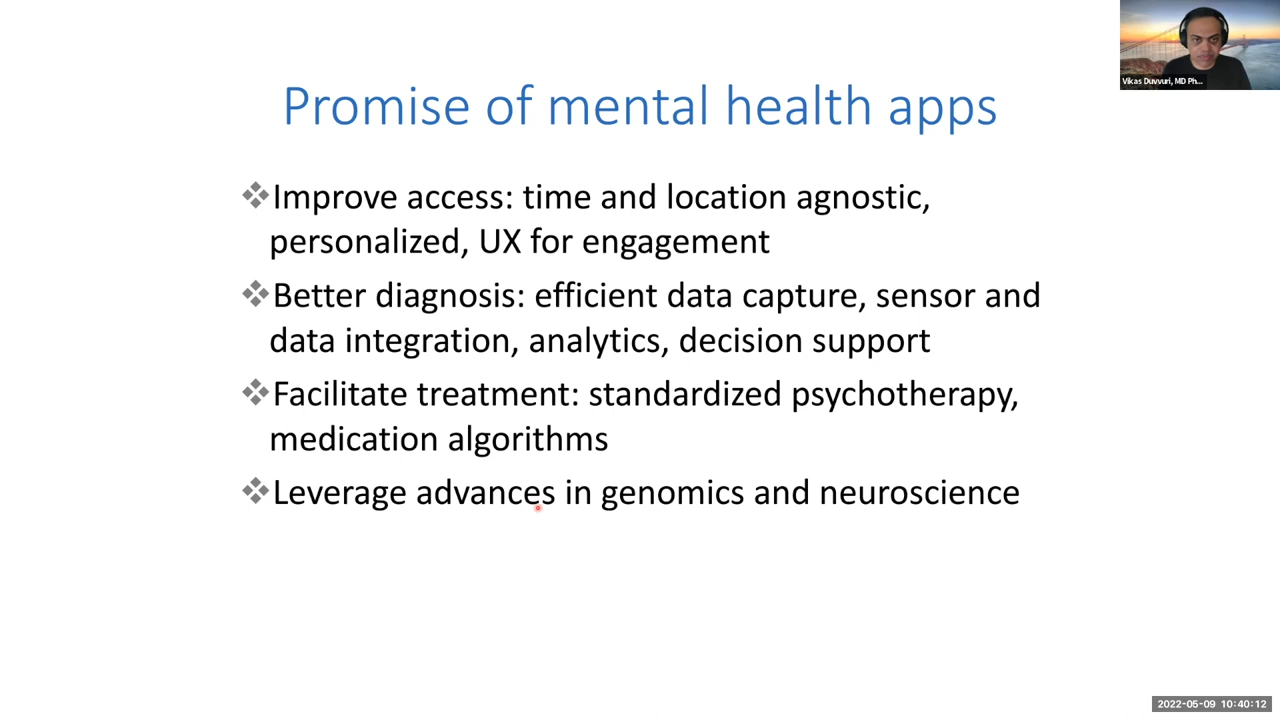 Vikas Duvvuri, MD Ph...
Promise of mental health apps
❖Improve access: time and location agnostic,
personalized, UX for engagement
❖Better diagnosis: efficient data capture, sensor and
data integration, analytics, decision support
❖Facilitate treatment: standardized psychotherapy,
medication algorithms
❖Leverage advances in genomics and neuroscience
2022-05-09 10:40:12